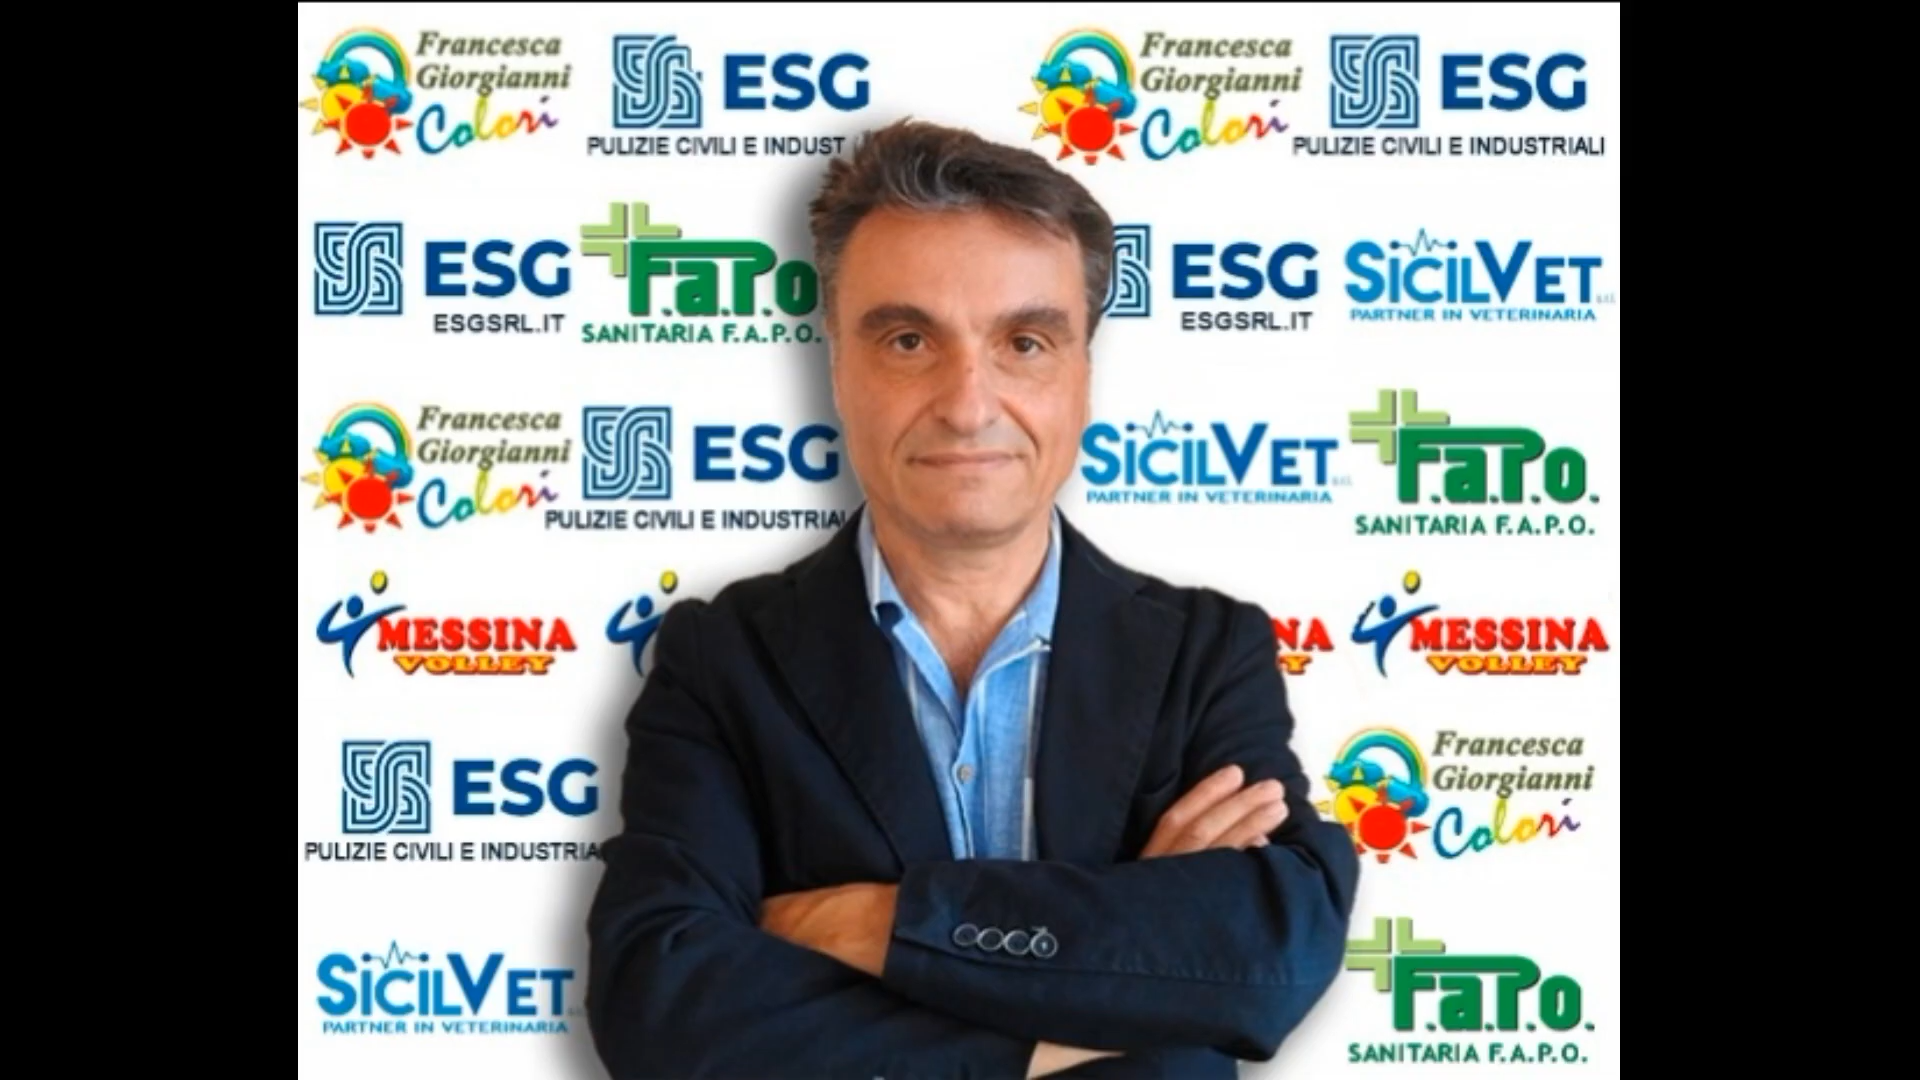 Francesca
Giorgianni
Colori
ESG
PULIZIE CIVILI E INDUST
Francesca
Giorgianni
Colori
ESG
PULIZIE CIVILI E INDUSTRIALI
ESG
ESGSRL.IT
F.a.P.o
SANITARIA F.A.P.O.
ESG
ESGSRL.IT
SICILVET
PARTNER IN VETERINARIA
Francesca
Giorgianni
Colori
ESG
PULIZIE CIVILI E INDUSTRIAL
SICILVET
PARTNER IN VETERINARIA
F.a.P.o.
SANITARIA F.A.P.O.
MESSINA
VOLLEY
NA
Y
MESSINA
VOLLEY
ESG
PULIZIE CIVILI E INDUSTRIA
Francesca
Giorgianni
Colori
SICILVET
PARTNER IN VETERINARIA
F.a.P.o.
SANITARIA F.A.P.O.